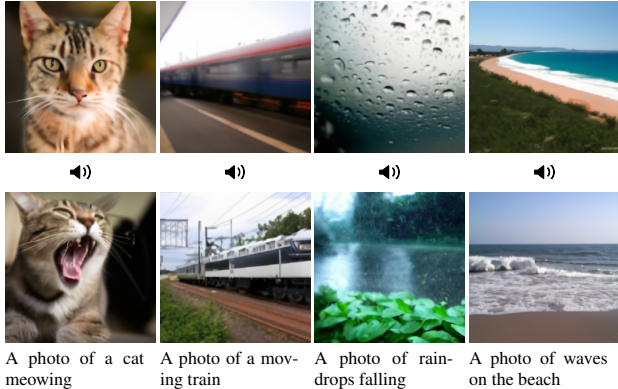 A photo of a cat
meowing
A photo of a mov-
ing train
A photo of rain-
drops falling
A photo of waves
on the beach